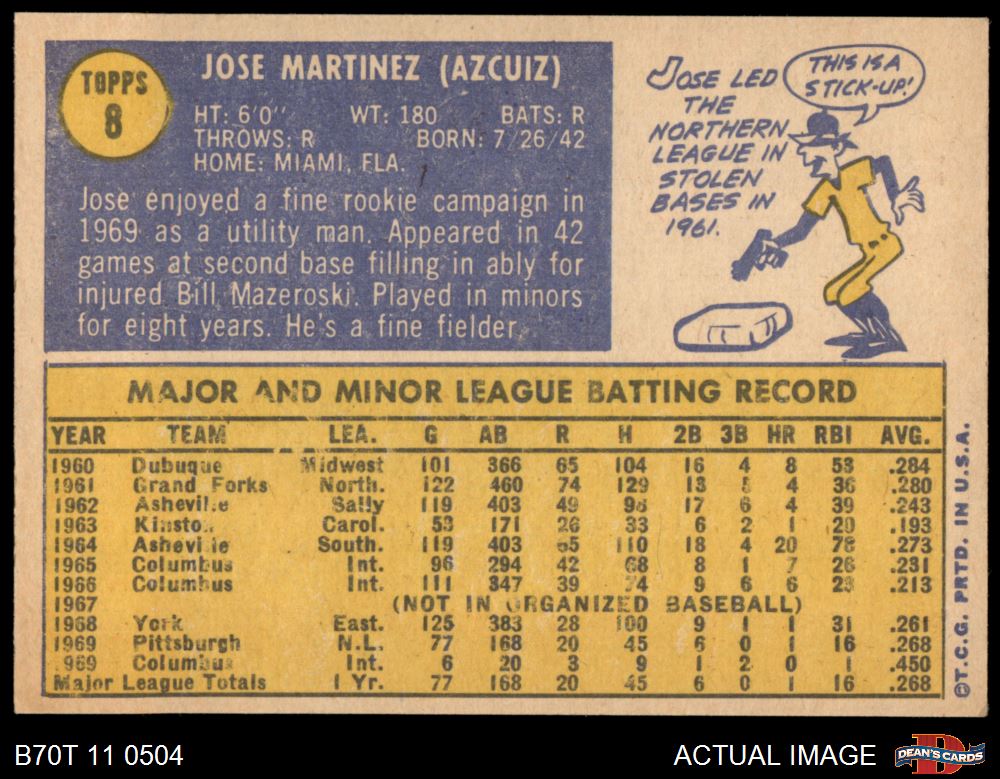 TOPPS
8
JOSE MARTINEZ (AZCUIZ)
HT: 6'0" WT: 180 BATS: R
THROWS: R BORN: 7/26/42
HOME: MIAMI, FLA.
Jose enjoyed a fine rookie campaign in
1969 as a utility man. Appeared in 42
games at second base filling in ably for
injured Bill Mazeroski. Played in minors
for eight years. He's a fine fielder.
JOSE LED
THE
NORTHERN
LEAGUE IN
STOLEN
BASES IN
1961.
THIS IS A
STICK-UP!
MAJOR AND MINOR LEAGUE BATTING RECORD
YEAR TEAM LEA. G AB R H 2B 3B HR RBI AVG.
1960 Dubuque Midwest 101 366 65 104 16 4 8 53 .284
1961 Grand Forks North. 122 460 74 129 13 4 36 .280
1962 Asheville Sally 119 403 49 98 17 6 4 39 .243
1963 Kinston Carol. 53 171 26 33 6 2 1 20 .193
1964 Asheville South. 119 403 65 110 18 4 20 78 .273
1965 Columbus Int. 96 294 42 68 8 1 7 26 .231
1966 Columbus Int. 111 347 39 74 9 6 6 .213
1967 (NOT IN ORGANIZED BASEBALL)
1968 York East. 125 383 28 100 9 1 1 31 .261
1969 Pittsburgh N.L. 77 168 20 45 6 0 1 16 .268
1969 Columbus Int. 6 20 3 9 1 2 0 1 .450
Major League Totals 1 Yr. 77 168 20 45 6 0 1 16 .268
©T.C.G. PRTD. IN U.S.A.
B70T 11 0504
ACTUAL IMAGE
D
DEAN'S CARDS